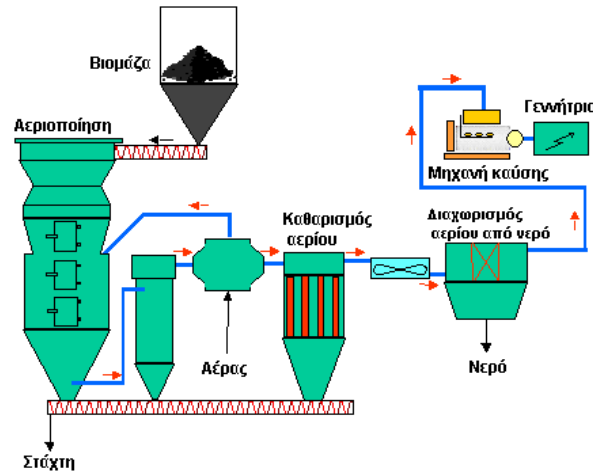 Βιομάζα
Αεριοποίηση
Γεννήτρια
Μηχανή καύσης
Καθαρισμός
αερίου
Διαχωρισμός
αερίου από νερό
Αέρας
Νερό
Στάχτη